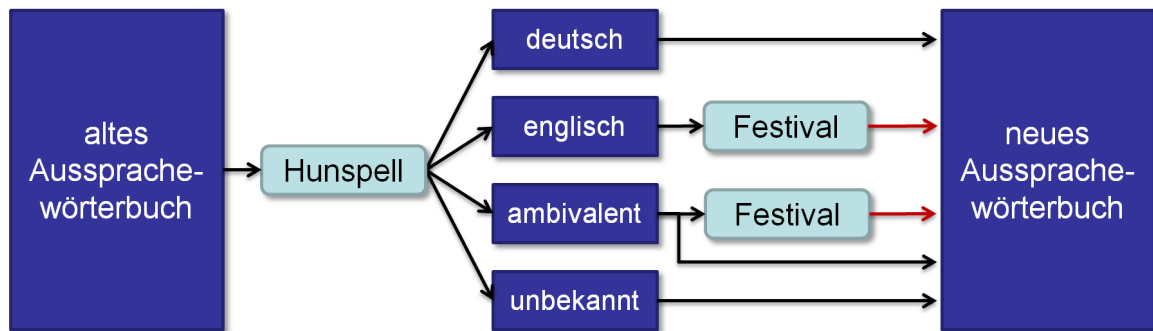 altes
Aussprache-
wörterbuch
Hunspell
deutsch
englisch
Festival
ambivalent
Festival
unbekannt
neues
Aussprache-
wörterbuch